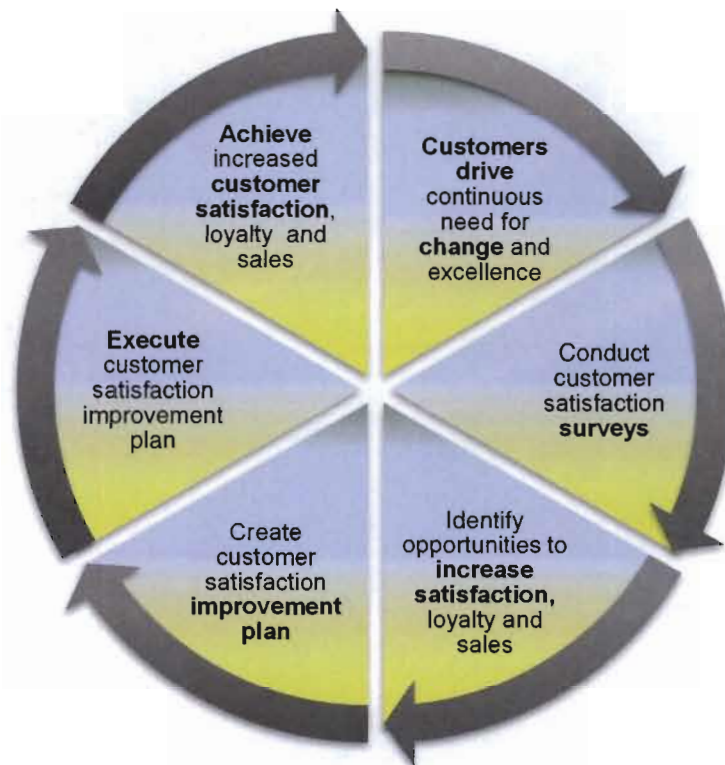 Customers
drive
continuous
need for
change and
excellence
Conduct
customer
satisfaction
surveys
Identify
opportunities to
increase
satisfaction,
loyalty and
sales
Create
customer
satisfaction
improvement
plan
Execute
customer
satisfaction
improvement
plan
Achieve
increased
customer
satisfaction,
loyalty and
sales